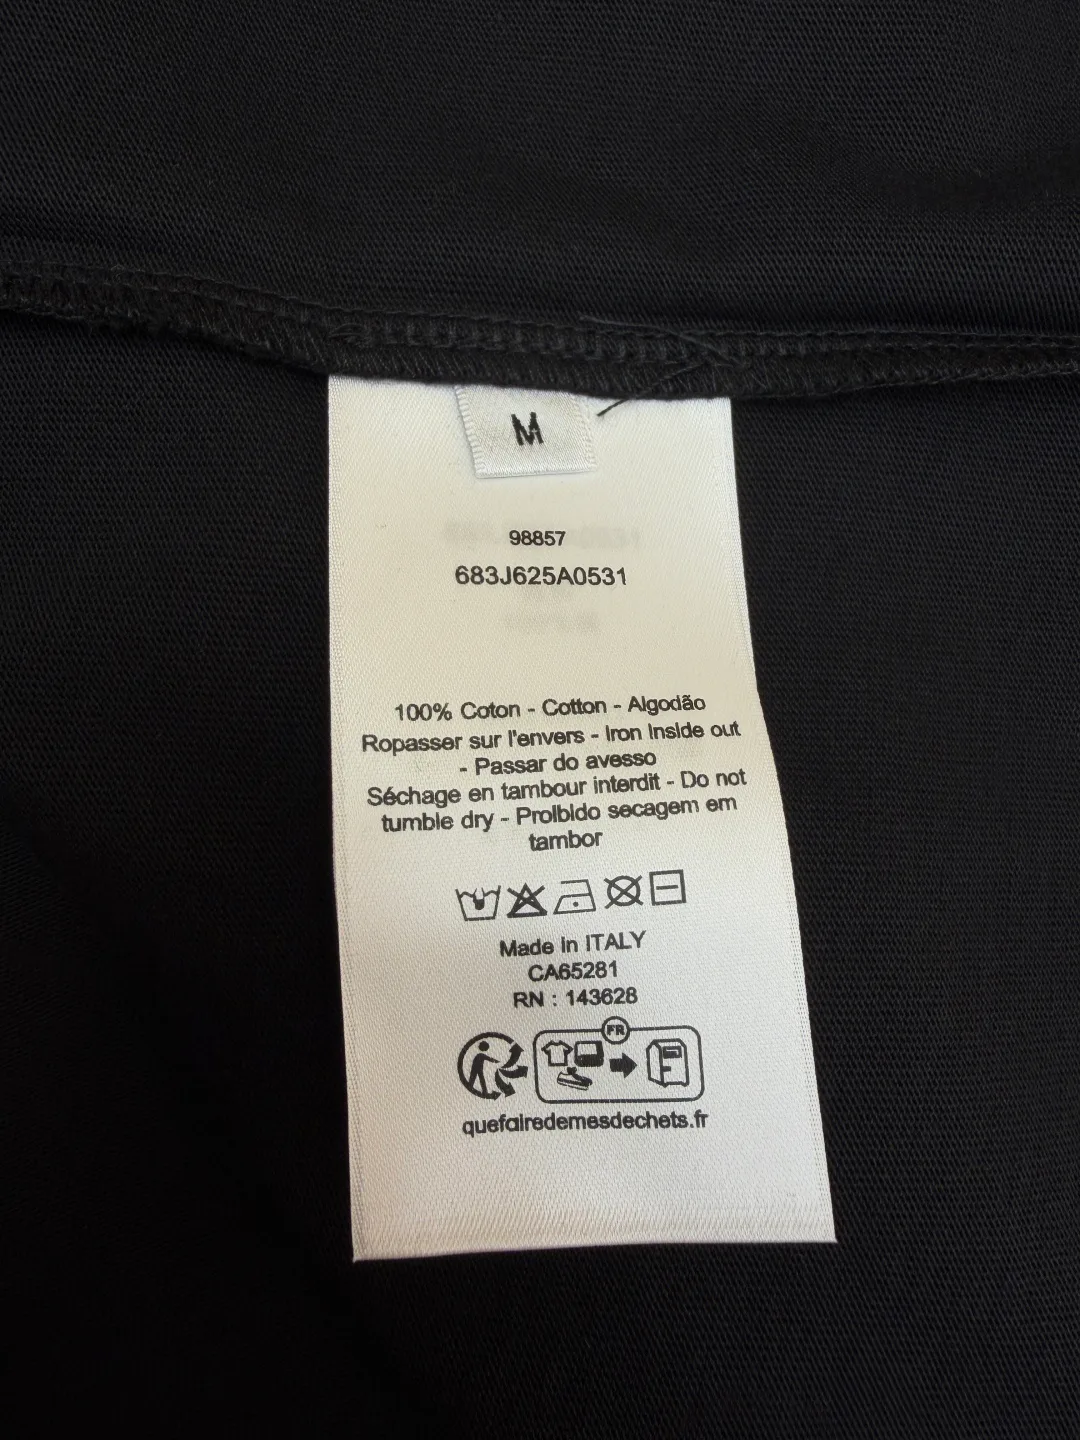 M
98857
683J625A0531
100% Coton - Cotton - Algodão
Ropasser sur l'envers - Iron Inside out
- Passar do avesso
Séchage en tambour interdit - Do not
tumble dry - Proibido secagem em
tambor
Made in ITALY
CA65281
RN : 143628
FR
quefairedemesdechets.fr